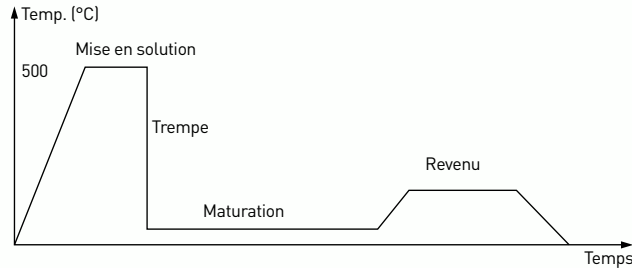 Temp. (°C)
Mise en solution
500
Trempe
Revenu
Maturation
Temps